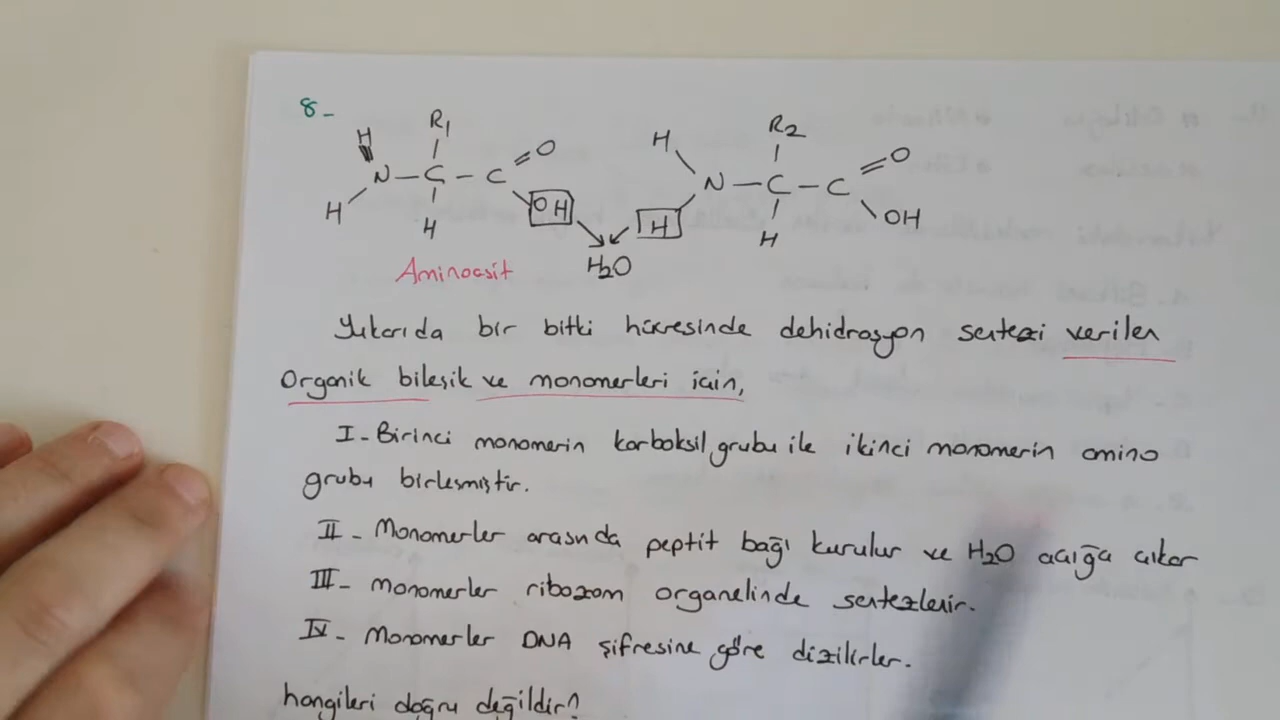 8-
H R1 O H R2 O
N - C - C N - C - C
H H OH H H OH
Aminoasit H2O
Yukarıda bir bitki hücresinde dehidrasyon sentezi verilen
Organik bileşik ve monomerleri için,
I- Birinci monomerin karboksil grubu ile ikinci monomerin amino
grubu birleşmiştir.
II- Monomerler arasında peptit bağı kurulur ve H2O açığa çıkar
III- monomerler ribozom organelinde sentezlenir.
IV- Monomerler DNA şifresine göre dizilirler.
hangileri doğru değildir?